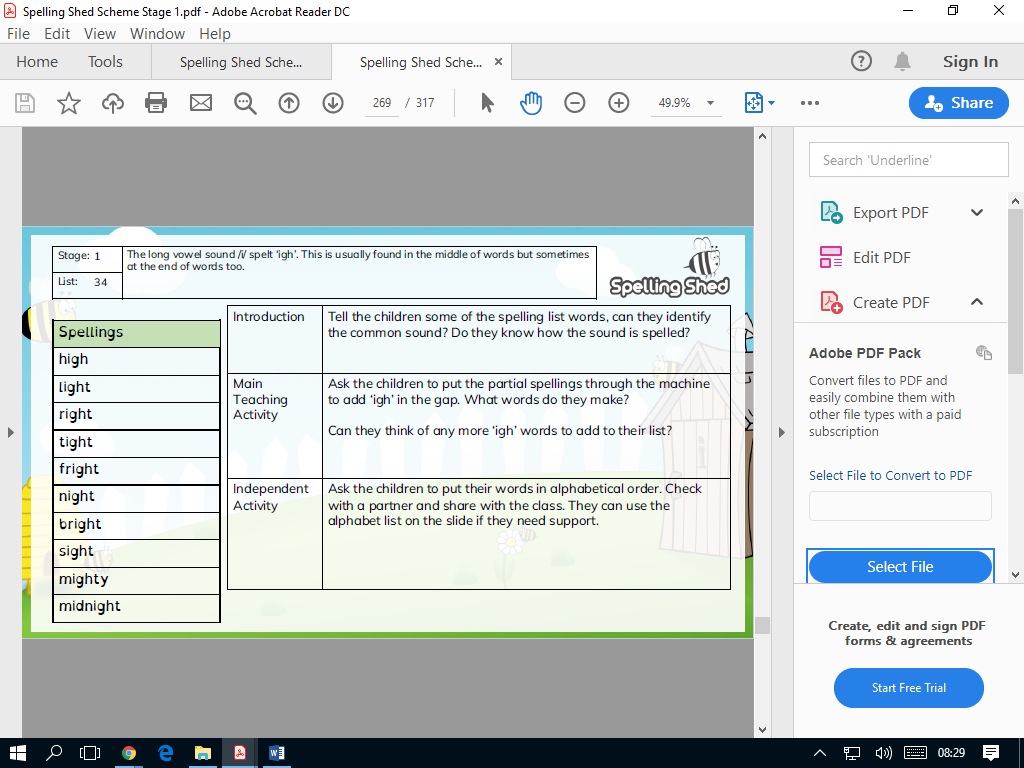 Spelling Shed Scheme Stage 1.pdf - Adobe Acrobat Reader DC
File Edit View Window Help
Home Tools Spelling Shed Sche... Spelling Shed Sche... × Sign In
269 / 317 49.9% Share
Search 'Underline'
Export PDF
Edit PDF
Create PDF
Adobe PDF Pack
Convert files to PDF and
easily combine them with
other file types with a paid
subscription
Select File to Convert to PDF
Select File
Create, edit and sign PDF
forms & agreements
Start Free Trial
Stage: 1
List: 34
The long vowel sound /i/ spelt 'igh'. This is usually found in the middle of words but sometimes
at the end of words too.
Spelling Shed
Spellings
high
light
right
tight
fright
night
bright
sight
mighty
midnight
Introduction
Tell the children some of the spelling list words, can they identify
the common sound? Do they know how the sound is spelled?
Main
Teaching
Activity
Ask the children to put the partial spellings through the machine
to add 'igh' in the gap. What words do they make?
Can they think of any more 'igh' words to add to their list?
Independent
Activity
Ask the children to put their words in alphabetical order. Check
with a partner and share with the class. They can use the
alphabet list on the slide if they need support.
08:29